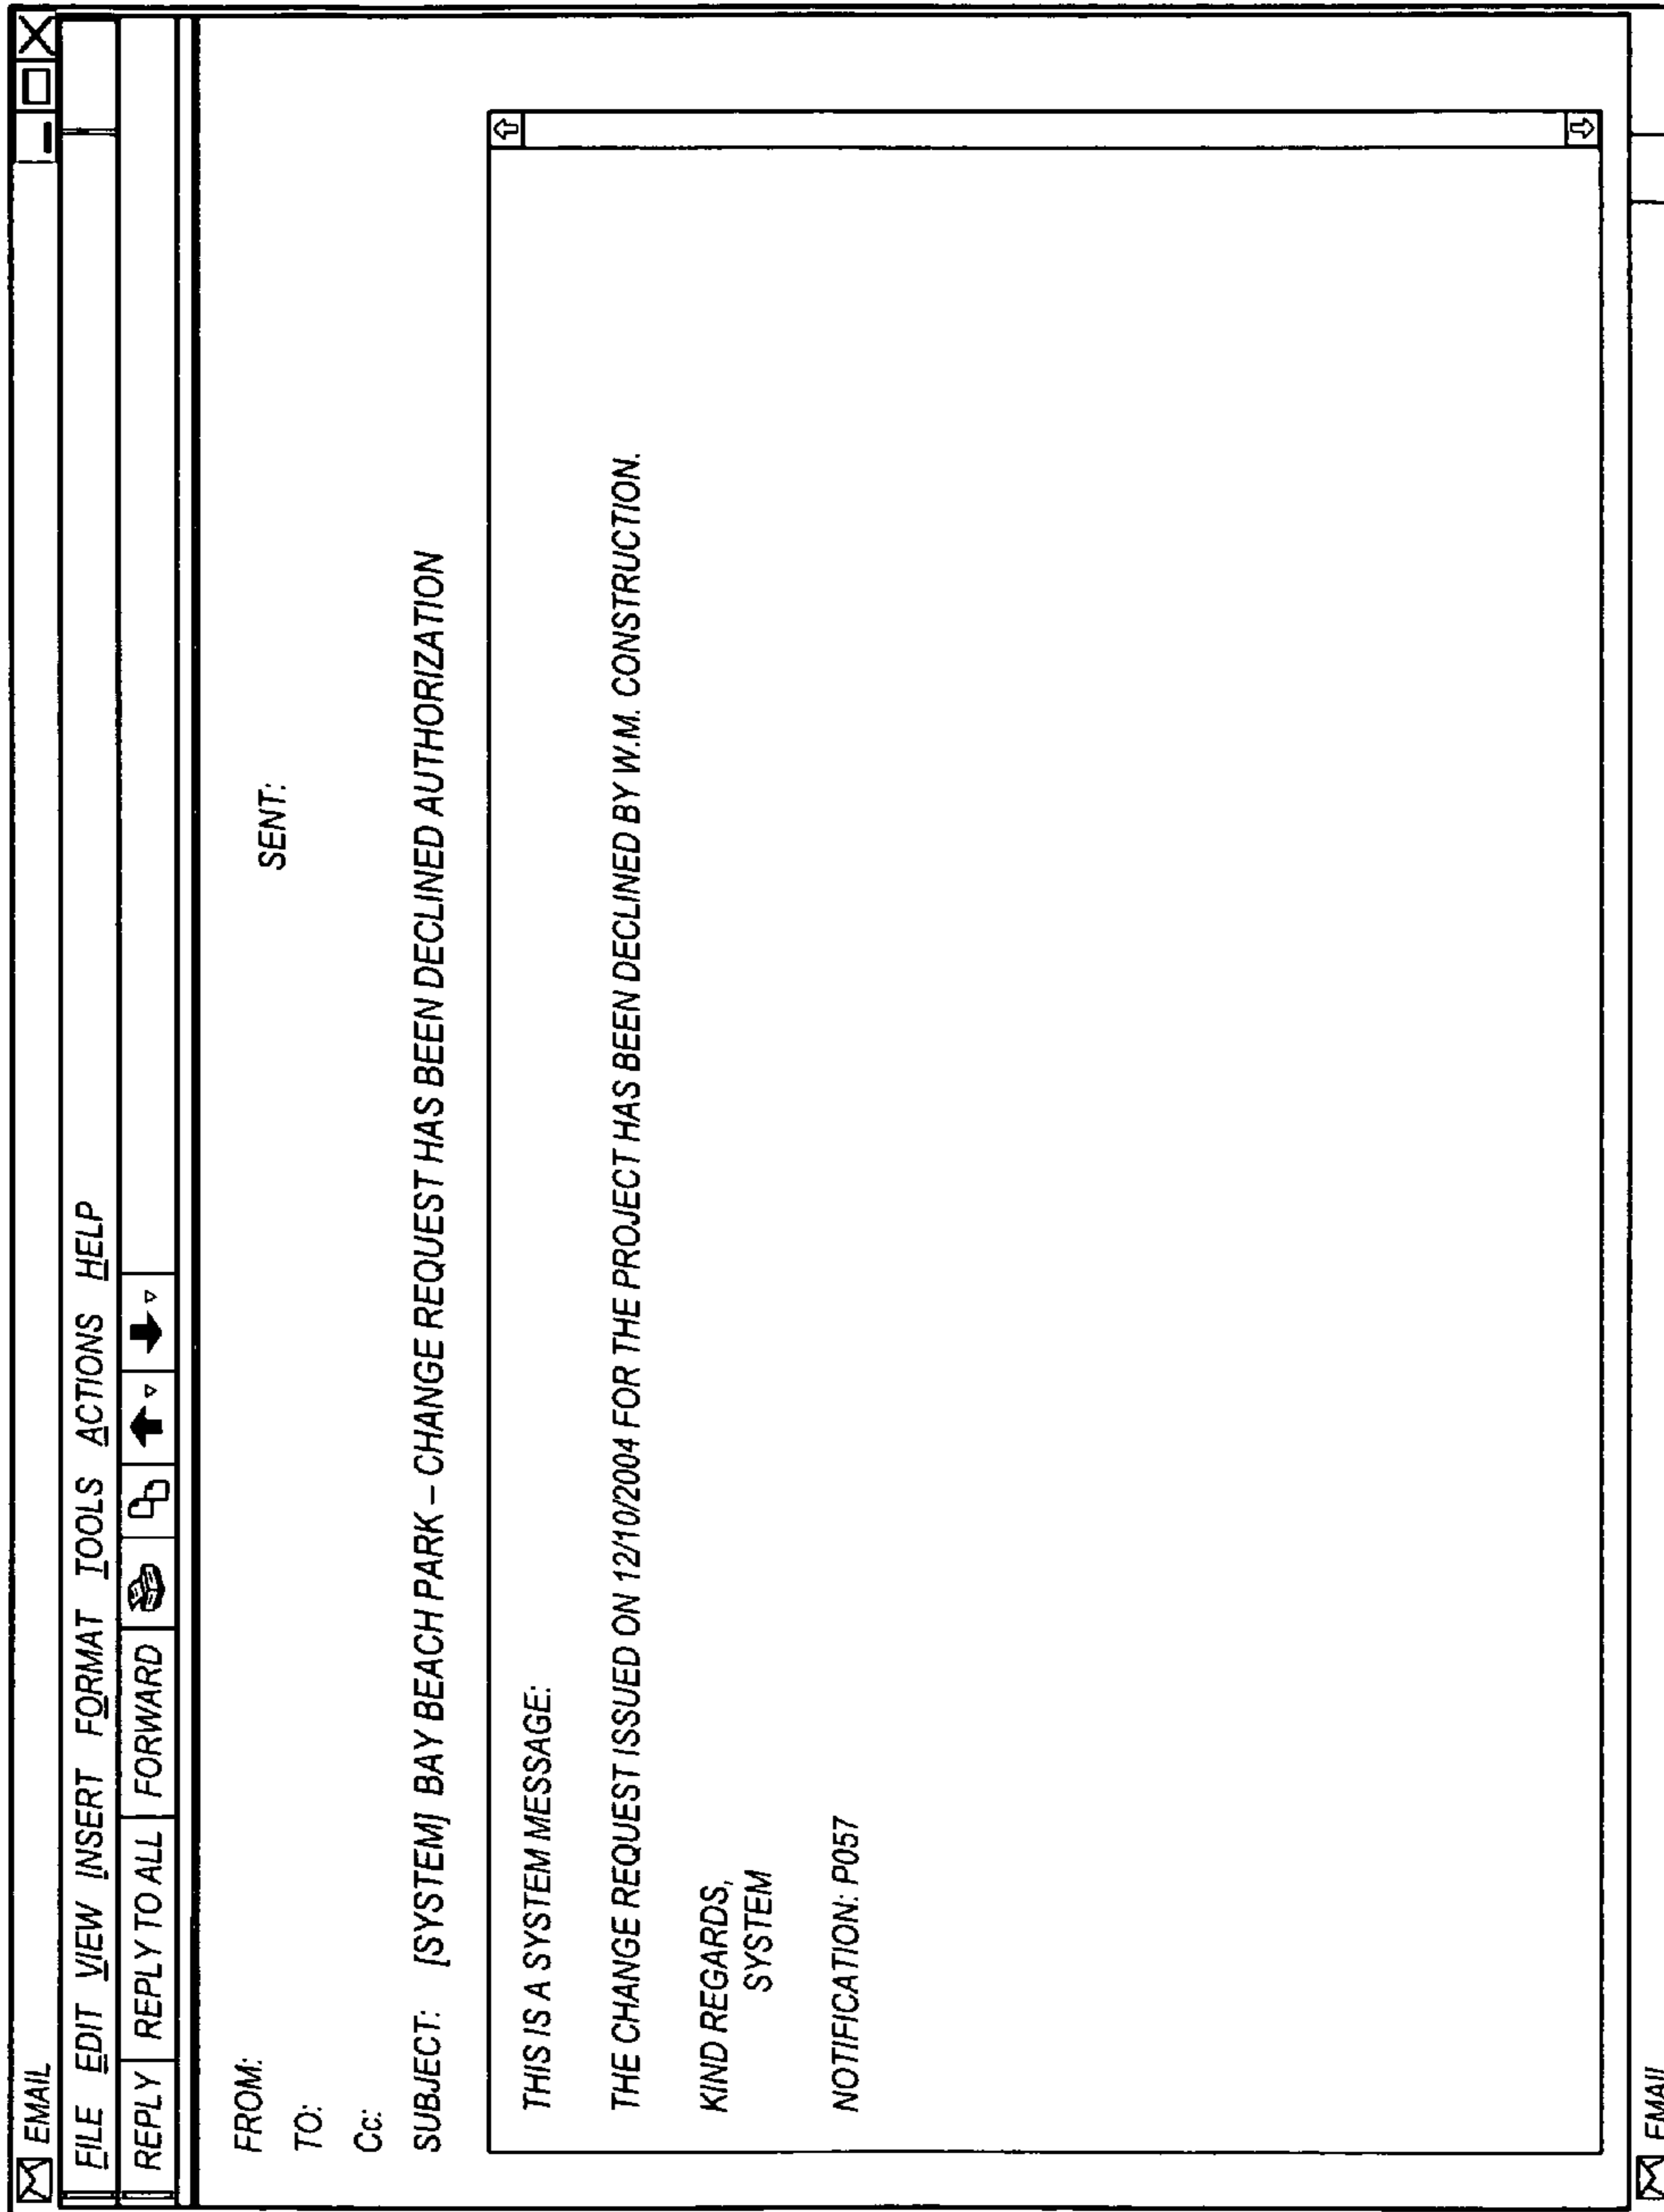 EMAIL
FILE EDIT VIEW INSERT FORMAT TOOLS ACTIONS HELP
REPLY REPLY TO ALL FORWARD
FROM:
SENT:
TO:
Cc:
SUBJECT: [SYSTEM] BAY BEACH PARK – CHANGE REQUEST HAS BEEN DECLINED AUTHORIZATION
THIS IS A SYSTEM MESSAGE:
THE CHANGE REQUEST ISSUED ON 12/10/2004 FOR THE PROJECT HAS BEEN DECLINED BY W.M. CONSTRUCTION.
KIND REGARDS,
SYSTEM
NOTIFICATION: P057
EMAIL